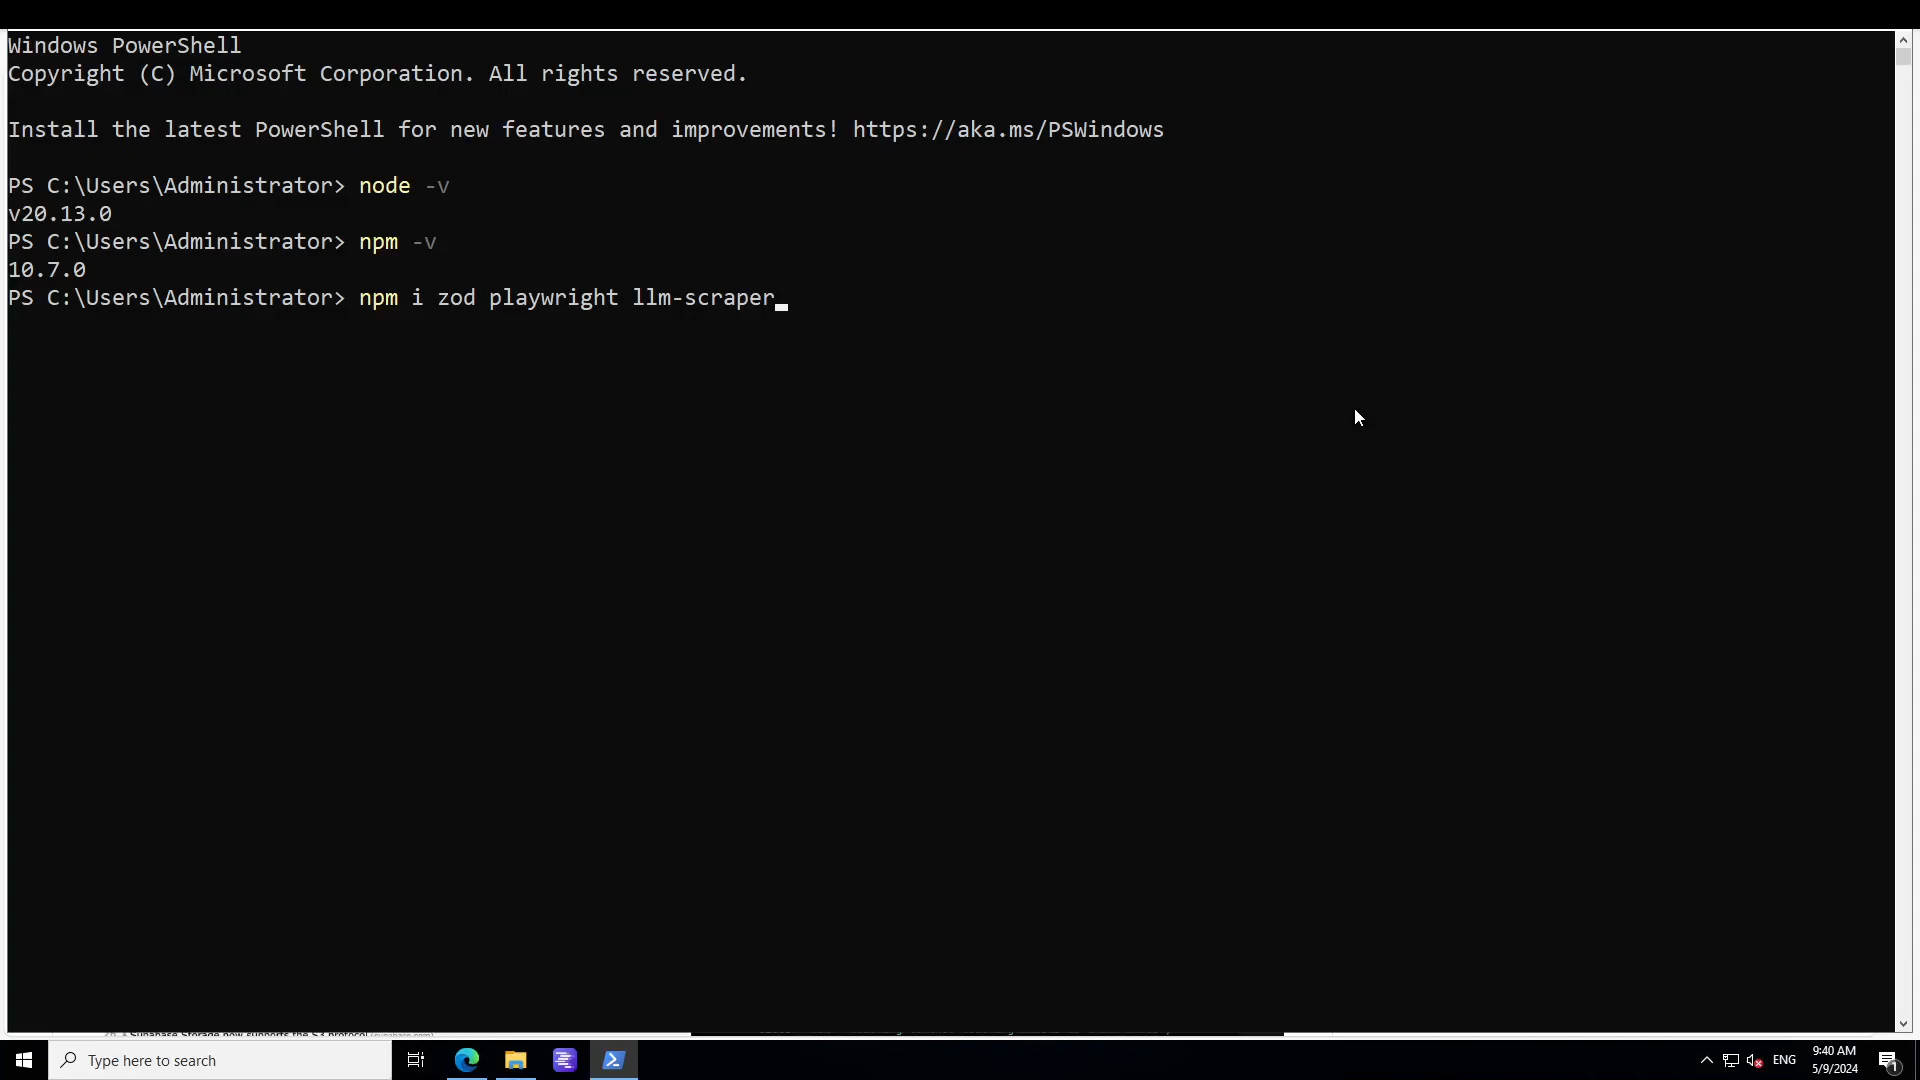 Windows PowerShell
Copyright (C) Microsoft Corporation. All rights reserved.
Install the latest PowerShell for new features and improvements! https://aka.ms/PSWindows
PS C:\Users\Administrator> node -v
v20.13.0
PS C:\Users\Administrator> npm -v
10.7.0
PS C:\Users\Administrator> npm i zod playwright llm-scraper
Type here to search
ENG
9:40 AM
5/9/2024
1